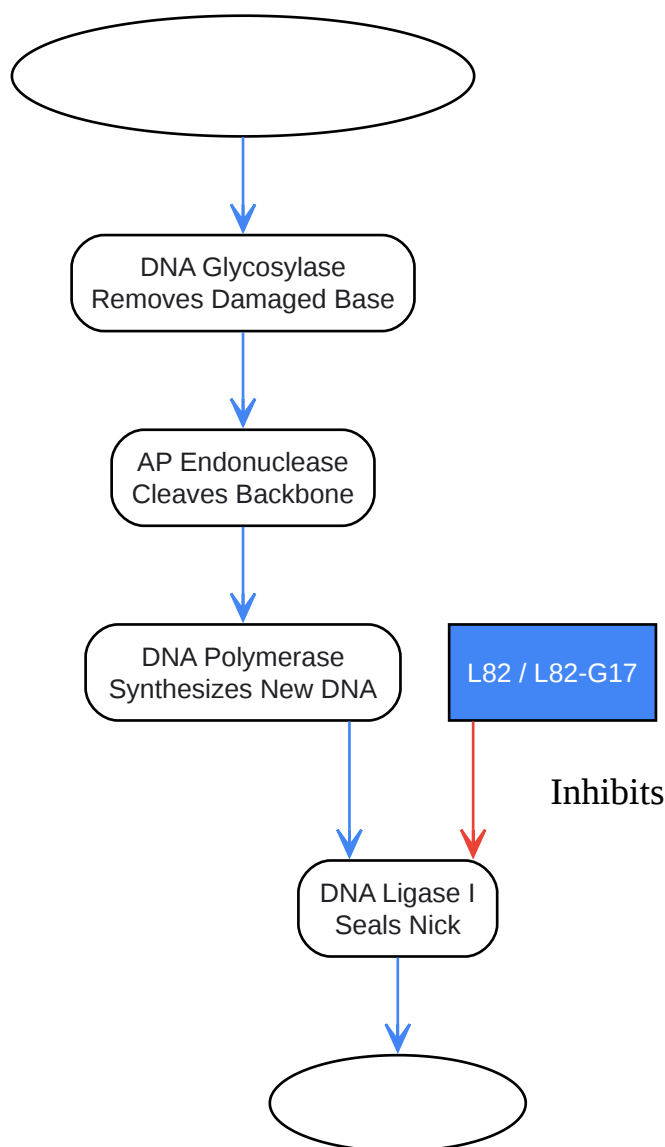 DNA Glycosylase
Removes Damaged Base
AP Endonuclease
Cleaves Backbone
DNA Polymerase
Synthesizes New DNA
L82 / L82-G17
Inhibits
DNA Ligase I
Seals Nick